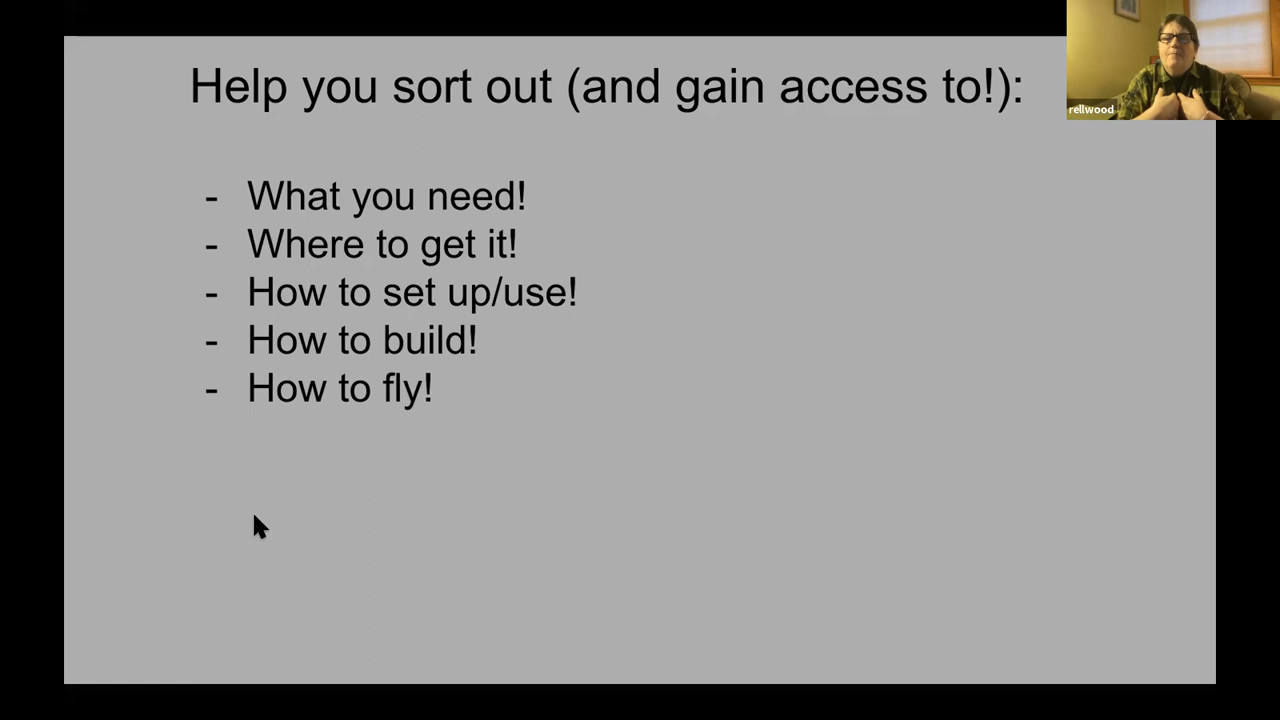 Help you sort out (and gain access to!):
rellwood
- What you need!
- Where to get it!
- How to set up/use!
- How to build!
- How to fly!